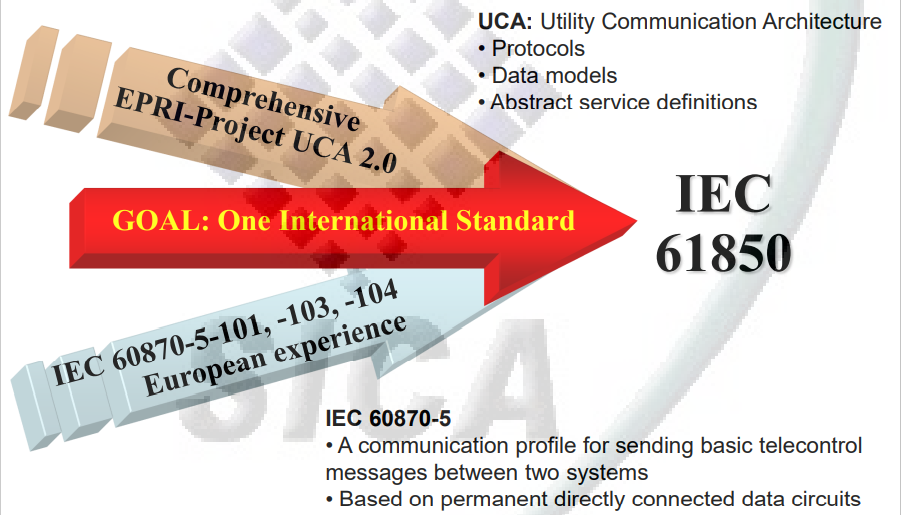 UCA: Utility Communication Architecture
• Protocols
• Data models
• Abstract service definitions
Comprehensive
EPRI-Project UCA 2.0
GOAL: One International Standard
IEC
61850
IEC 60870-5-101, -103, -104
European experience
SICA
IEC 60870-5
• A communication profile for sending basic telecontrol
messages between two systems
• Based on permanent directly connected data circuits